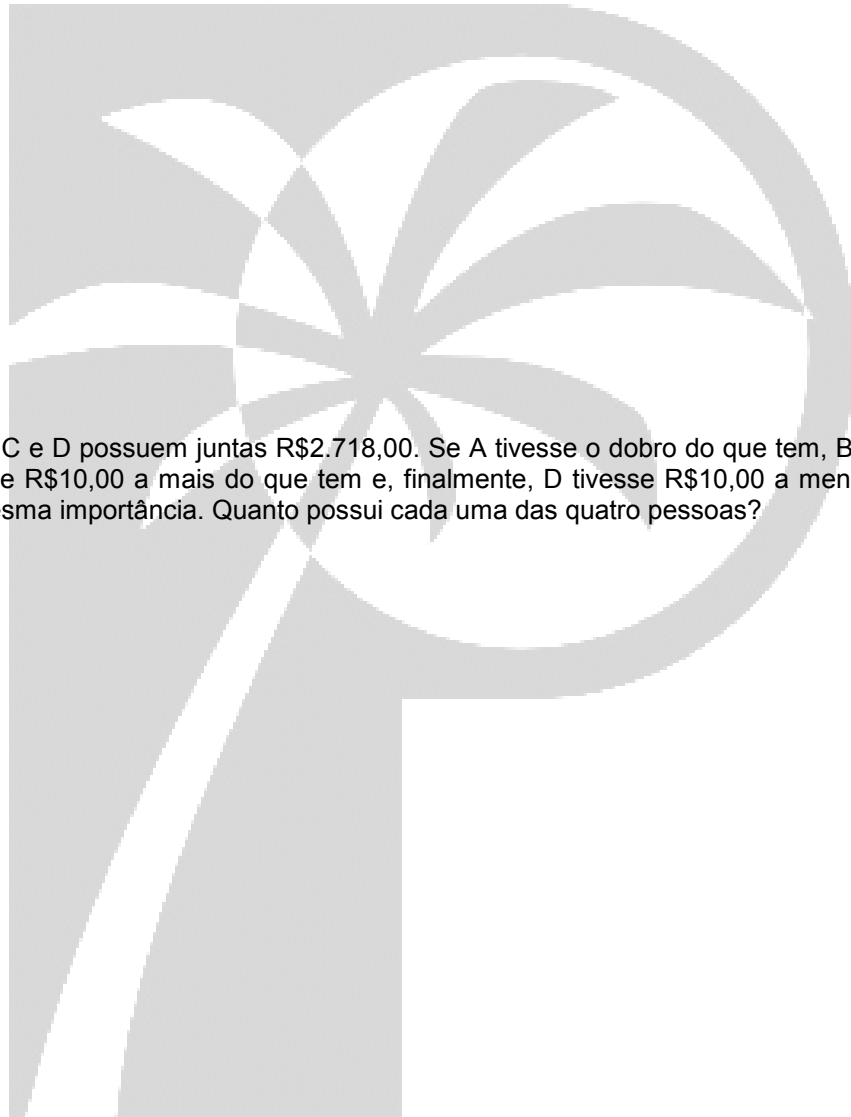 C e D possuem juntas R$2.718,00. Se A tivesse o dobro do que tem, B
e R$10,00 a mais do que tem e, finalmente, D tivesse R$10,00 a men
sma importância. Quanto possui cada uma das quatro pessoas?